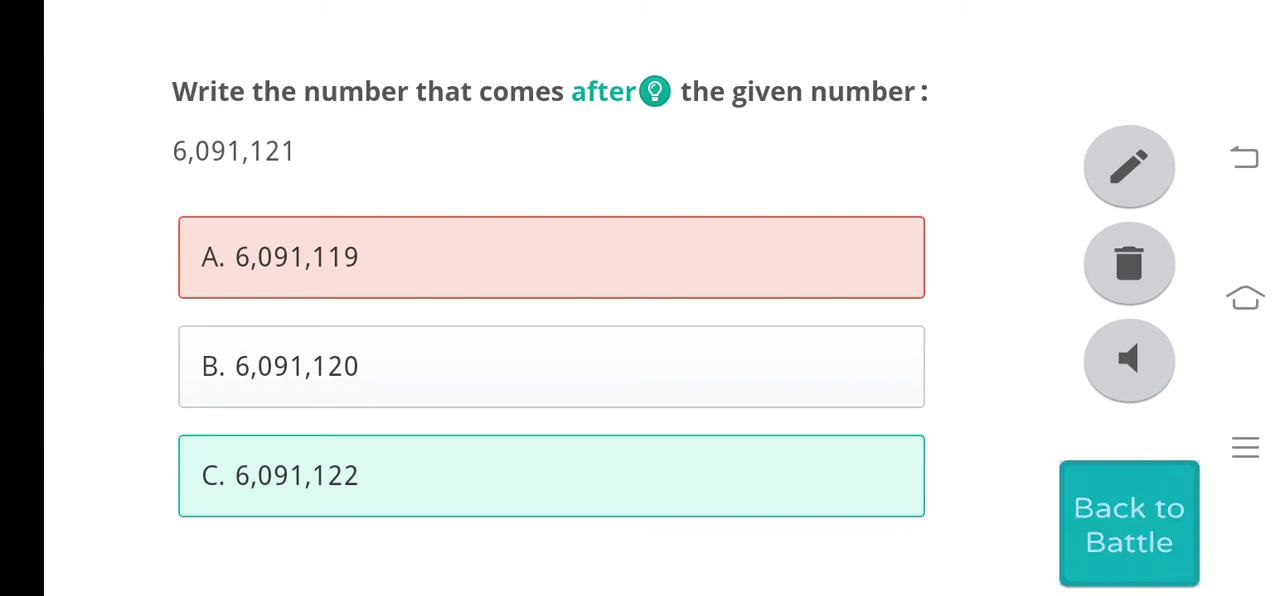 Write the number that comes after the given number:
6,091,121
A. 6,091,119
B. 6,091,120
C. 6,091,122
Back to
Battle